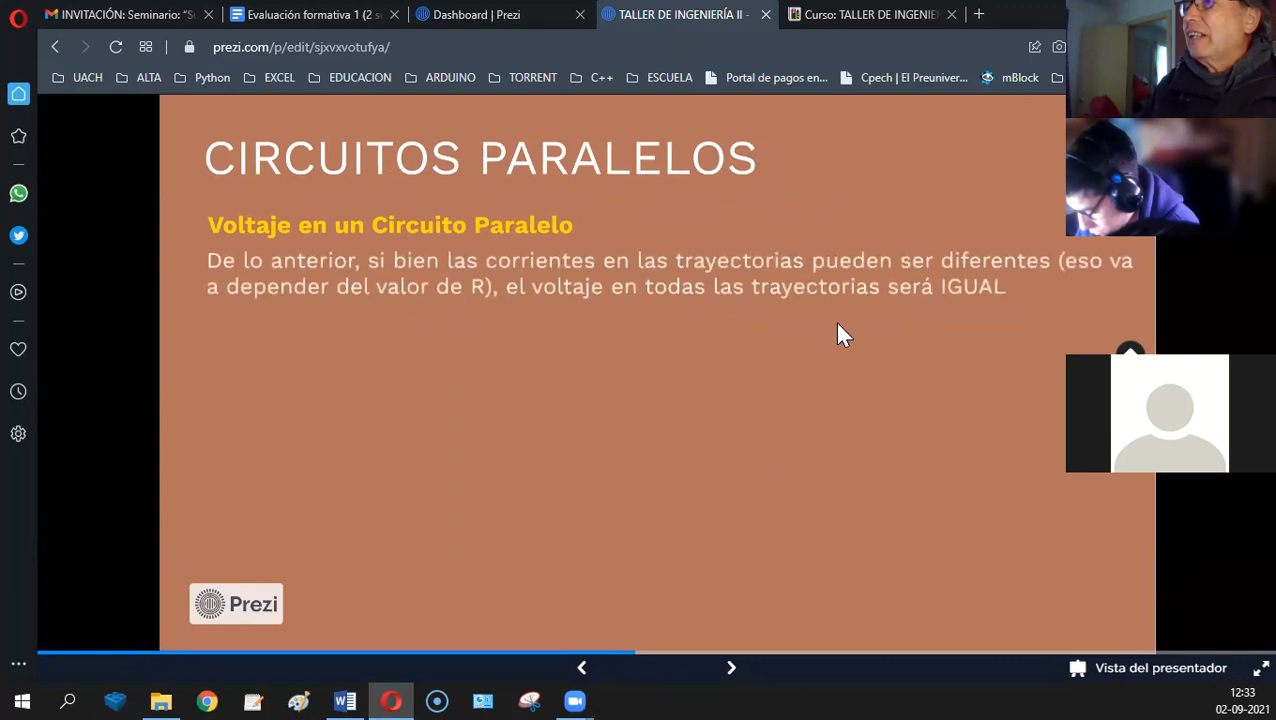 INVITACIÓN: Seminario: “S
Evaluación formativa 1 (2 s
Dashboard | Prezi
TALLER DE INGENIERÍA II -
Curso: TALLER DE INGENIE
prezi.com/p/edit/sjxvxvotufya/
UACH
ALTA
Python
EXCEL
EDUCACION
ARDUINO
TORRENT
C++
ESCUELA
Portal de pagos en...
Cpech | El Preuniver...
mBlock
CIRCUITOS PARALELOS
Voltaje en un Circuito Paralelo
De lo anterior, si bien las corrientes en las trayectorias pueden ser diferentes (eso va
a depender del valor de R), el voltaje en todas las trayectorias será IGUAL
Prezi
Vista del presentador
12:33
02-09-2021